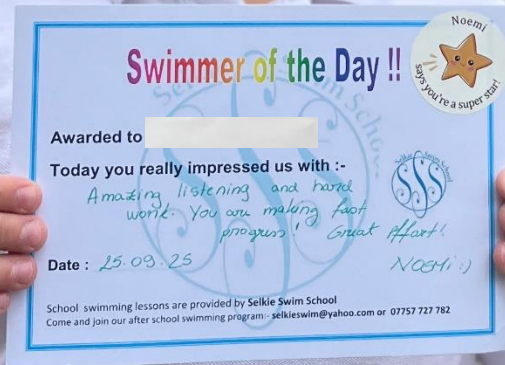 Noemi
says you're a super star!
Swimmer of the Day !!
Awarded to
Today you really impressed us with :-
Amazing listening and hard
work. You are making fast
progress! Great Effort!
Date : 25.09.25 NOEMI :)
Selkie Swim School
SSS
School swimming lessons are provided by Selkie Swim School
Come and join our after school swimming program:- selkieswim@yahoo.com or 07757 727 782